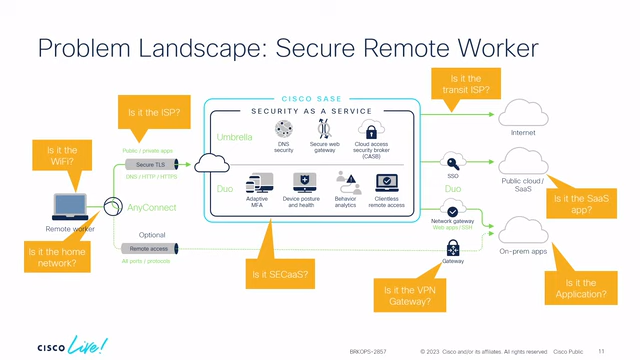 Problem Landscape: Secure Remote Worker
Is it the
transit ISP?
CISCO SASE
SECURITY AS A SERVICE
Is it the ISP?
Umbrella
DNS
security
Secure web
gateway
Cloud access
security broker
(CASB)
Internet
Is it the
WiFi?
Public / private apps
Secure TLS
DNS / HTTP / HTTPS
Duo
Adaptive
MFA
Device posture
and health
Behavior
analytics
Clientless
remote access
SSO
Duo
Public cloud/
SaaS
Is it the SaaS
app?
AnyConnect
Remote worker
Network gateway
Web apps / SSH
Optional
Remote access
All ports / protocols
Is it the home
network?
Is it SECaaS?
Gateway
On-prem apps
Is it the VPN
Gateway?
Is it the
Application?
CISCO Live!
BRKOPS-2857
© 2023 Cisco and/or its affiliates. All rights reserved. Cisco Public
11